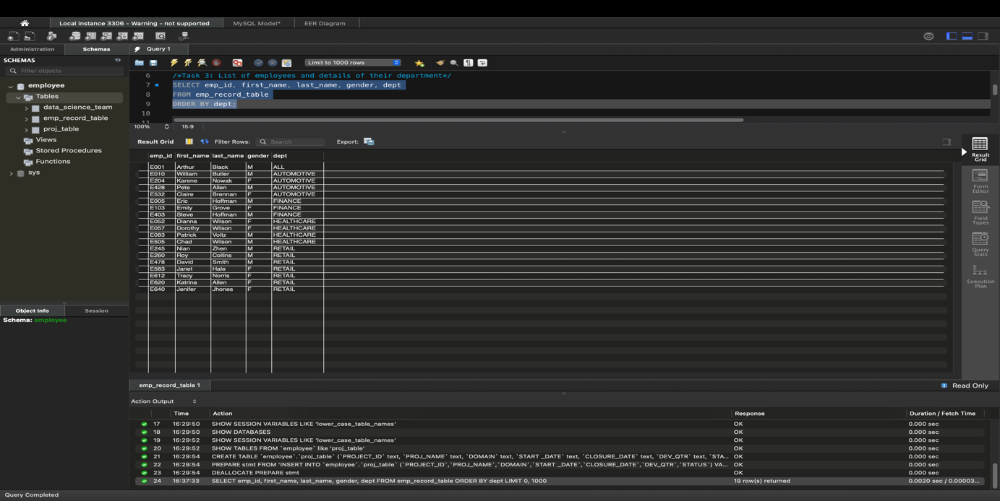 Local instance 3306 - Warning - not supported MySQL Model* EER Diagram
Administration Schemas Query 1
SCHEMAS
Filter objects
employee
Tables
data_science_team
emp_record_table
proj_table
Views
Stored Procedures
Functions
sys
Object Info Session
Schema: employee
Limit to 1000 rows
6 /*Task 3: List of employees and details of their department*/
7 SELECT emp_id, first_name, last_name, gender, dept
8 FROM emp_record_table
9 ORDER BY dept;
10
11
100% 15:9
Result Grid Filter Rows: Search Export:
emp_id first_name last_name gender dept
E001 Arthur Black M ALL
E010 William Butler M AUTOMOTIVE
E204 Karene Nowak F AUTOMOTIVE
E428 Pete Allen M AUTOMOTIVE
E532 Claire Brennan F AUTOMOTIVE
E005 Eric Hoffman M FINANCE
E103 Emily Grove F FINANCE
E403 Steve Hoffman M FINANCE
E052 Dianna Wilson F HEALTHCARE
E057 Dorothy Wilson F HEALTHCARE
E083 Patrick Voltz M HEALTHCARE
E505 Chad Wilson M HEALTHCARE
E245 Nian Zhen M RETAIL
E260 Roy Collins M RETAIL
E478 David Smith M RETAIL
E583 Janet Hale F RETAIL
E612 Tracy Norris F RETAIL
E620 Katrina Allen F RETAIL
E640 Jenifer Jhones F RETAIL
Result
Grid
Form
Editor
Field
Types
Query
Stats
Execution
Plan
emp_record_table 1 Read Only
Action Output
Time Action Response Duration / Fetch Time
17 16:29:50 SHOW SESSION VARIABLES LIKE 'lower_case_table_names' OK 0.000 sec
18 16:29:50 SHOW DATABASES OK 0.000 sec
19 16:29:52 SHOW SESSION VARIABLES LIKE 'lower_case_table_names' OK 0.000 sec
20 16:29:52 SHOW TABLES FROM `employee` like 'proj_table' OK 0.000 sec
21 16:29:54 CREATE TABLE `employee`.`proj_table` (`PROJECT_ID` text, `PROJ_NAME` text, `DOMAIN` text, `START _DATE` text, `CLOSURE_DATE` text, `DEV_QTR` text, `STA... OK 0.000 sec
22 16:29:54 PREPARE stmt FROM 'INSERT INTO `employee`.`proj_table` (`PROJECT_ID`,`PROJ_NAME`,`DOMAIN`,`START _DATE`,`CLOSURE_DATE`,`DEV_QTR`,`STATUS`) VA... OK 0.000 sec
23 16:29:54 DEALLOCATE PREPARE stmt OK 0.000 sec
24 16:37:33 SELECT emp_id, first_name, last_name, gender, dept FROM emp_record_table ORDER BY dept LIMIT 0, 1000 19 row(s) returned 0.0020 sec / 0.00003...
Query Completed